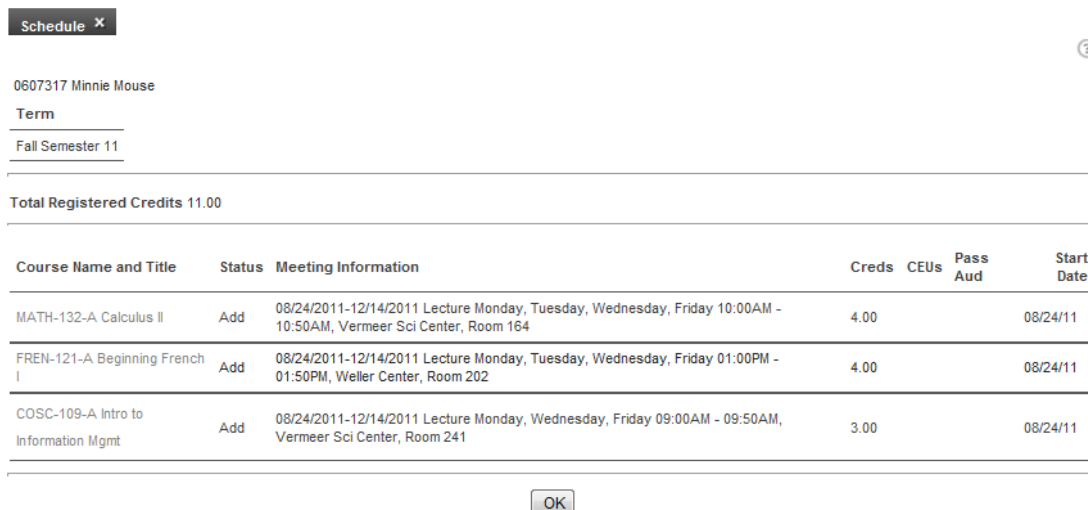 Schedule ×
?
0607317 Minnie Mouse
Term
Fall Semester 11
Total Registered Credits 11.00
Course Name and Title Status Meeting Information Creds CEUs Pass Aud Start Date
MATH-132-A Calculus II Add 08/24/2011-12/14/2011 Lecture Monday, Tuesday, Wednesday, Friday 10:00AM -
10:50AM, Vermeer Sci Center, Room 164 4.00 08/24/11
FREN-121-A Beginning French
I Add 08/24/2011-12/14/2011 Lecture Monday, Tuesday, Wednesday, Friday 01:00PM -
01:50PM, Weller Center, Room 202 4.00 08/24/11
COSC-109-A Intro to
Information Mgmt Add 08/24/2011-12/14/2011 Lecture Monday, Wednesday, Friday 09:00AM - 09:50AM,
Vermeer Sci Center, Room 241 3.00 08/24/11
OK